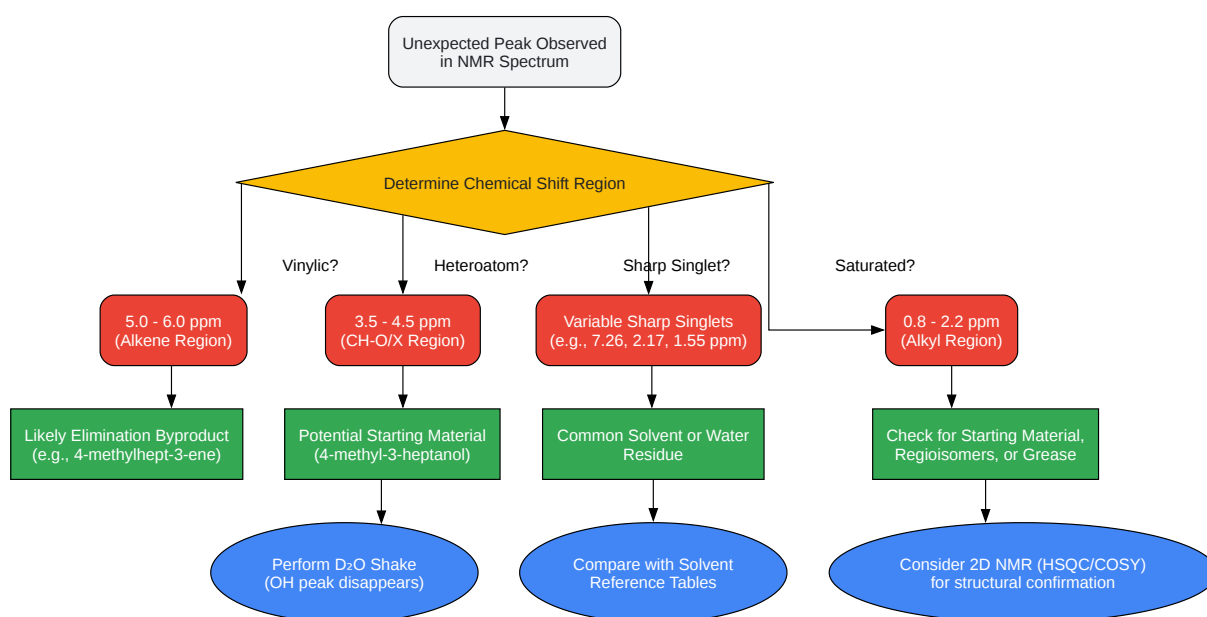 Unexpected Peak Observed
in NMR Spectrum
Determine Chemical Shift Region
Vinylic?
Heteroatom?
Sharp Singlet?
Saturated?
5.0 - 6.0 ppm
(Alkene Region)
3.5 - 4.5 ppm
(CH-O/X Region)
Variable Sharp Singlets
(e.g., 7.26, 2.17, 1.55 ppm)
0.8 - 2.2 ppm
(Alkyl Region)
Likely Elimination Byproduct
(e.g., 4-methylhept-3-ene)
Potential Starting Material
(4-methyl-3-heptanol)
Common Solvent or Water
Residue
Check for Starting Material,
Regioisomers, or Grease
Perform D₂O Shake
(OH peak disappears)
Compare with Solvent
Reference Tables
Consider 2D NMR (HSQC/COSY)
for structural confirmation